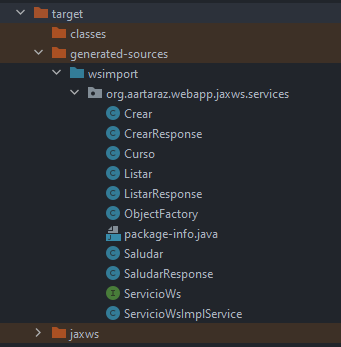 target
classes
generated-sources
wsimport
org.aartaraz.webapp.jaxws.services
Crear
CrearResponse
Curso
Listar
ListarResponse
ObjectFactory
package-info.java
Saludar
SaludarResponse
ServicioWs
ServicioWsImplService
jaxws